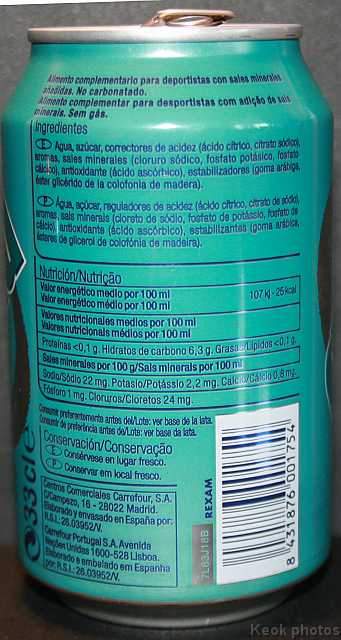 Alimento complementario para deportistas con sales minerales
añadidas. No carbonatado.
Alimento complementar para desportistas com adição de sais
minerais. Sem gás.
Ingredientes
E Agua, azúcar, correctores de acidez (ácido cítrico, citrato sódico),
aromas, sales minerales (cloruro sódico, fosfato potásico, fosfato
cálcico), antioxidante (ácido ascórbico), estabilizadores (goma arábiga,
éster glicérido de la colofonia de madera).
P Água, açúcar, reguladores de acidez (ácido cítrico, citrato de sódio),
aromas, sais minerais (cloreto de sódio, fosfato de potássio, fosfato de
cálcio), antioxidante (ácido ascórbico), estabilizantes (goma arábica,
ésteres de glicerol de colofónia de madeira).
Nutrición/Nutrição
Valor energético medio por 100 ml
Valor energético médio por 100 ml
107 kj - 25 kcal
Valores nutricionales medios por 100 ml
Valores nutricionais médios por 100 ml
Proteínas <0,1 g. Hidratos de carbono 6,3 g. Grasas/Lípidos <0,1 g.
Sales minerales por 100 g/Sais minerais por 100 ml
Sodio/Sódio 22 mg. Potasio/Potássio 2,2 mg. Calcio/Cálcio 0,8 mg.
Fósforo 1 mg. Cloruros/Cloretos 24 mg.
Consumir preferentemente antes del/Lote: ver base de la lata.
Consumir de preferência antes de/Lote: ver base da lata.
Conservación/Conservação
E Consérvese en lugar fresco.
P Conservar em local fresco.
Centros Comerciales Carrefour, S.A.
C/Campezo, 16 - 28022 Madrid.
Elaborado y envasado en España por:
R.S.I.: 26.03952/V.
Carrefour Portugal S.A. Avenida
Nações Unidas 1600-528 Lisboa.
Elaborado e embalado em Espanha
por: R.S.I.: 26.03952/V.
33 cl e
REXAM
7L63J18B
8 431876 001754
Keok photos